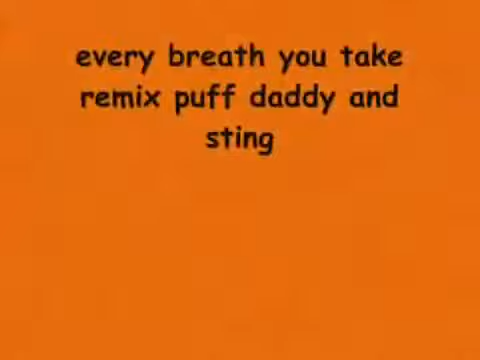 every breath you take
remix puff daddy and
sting